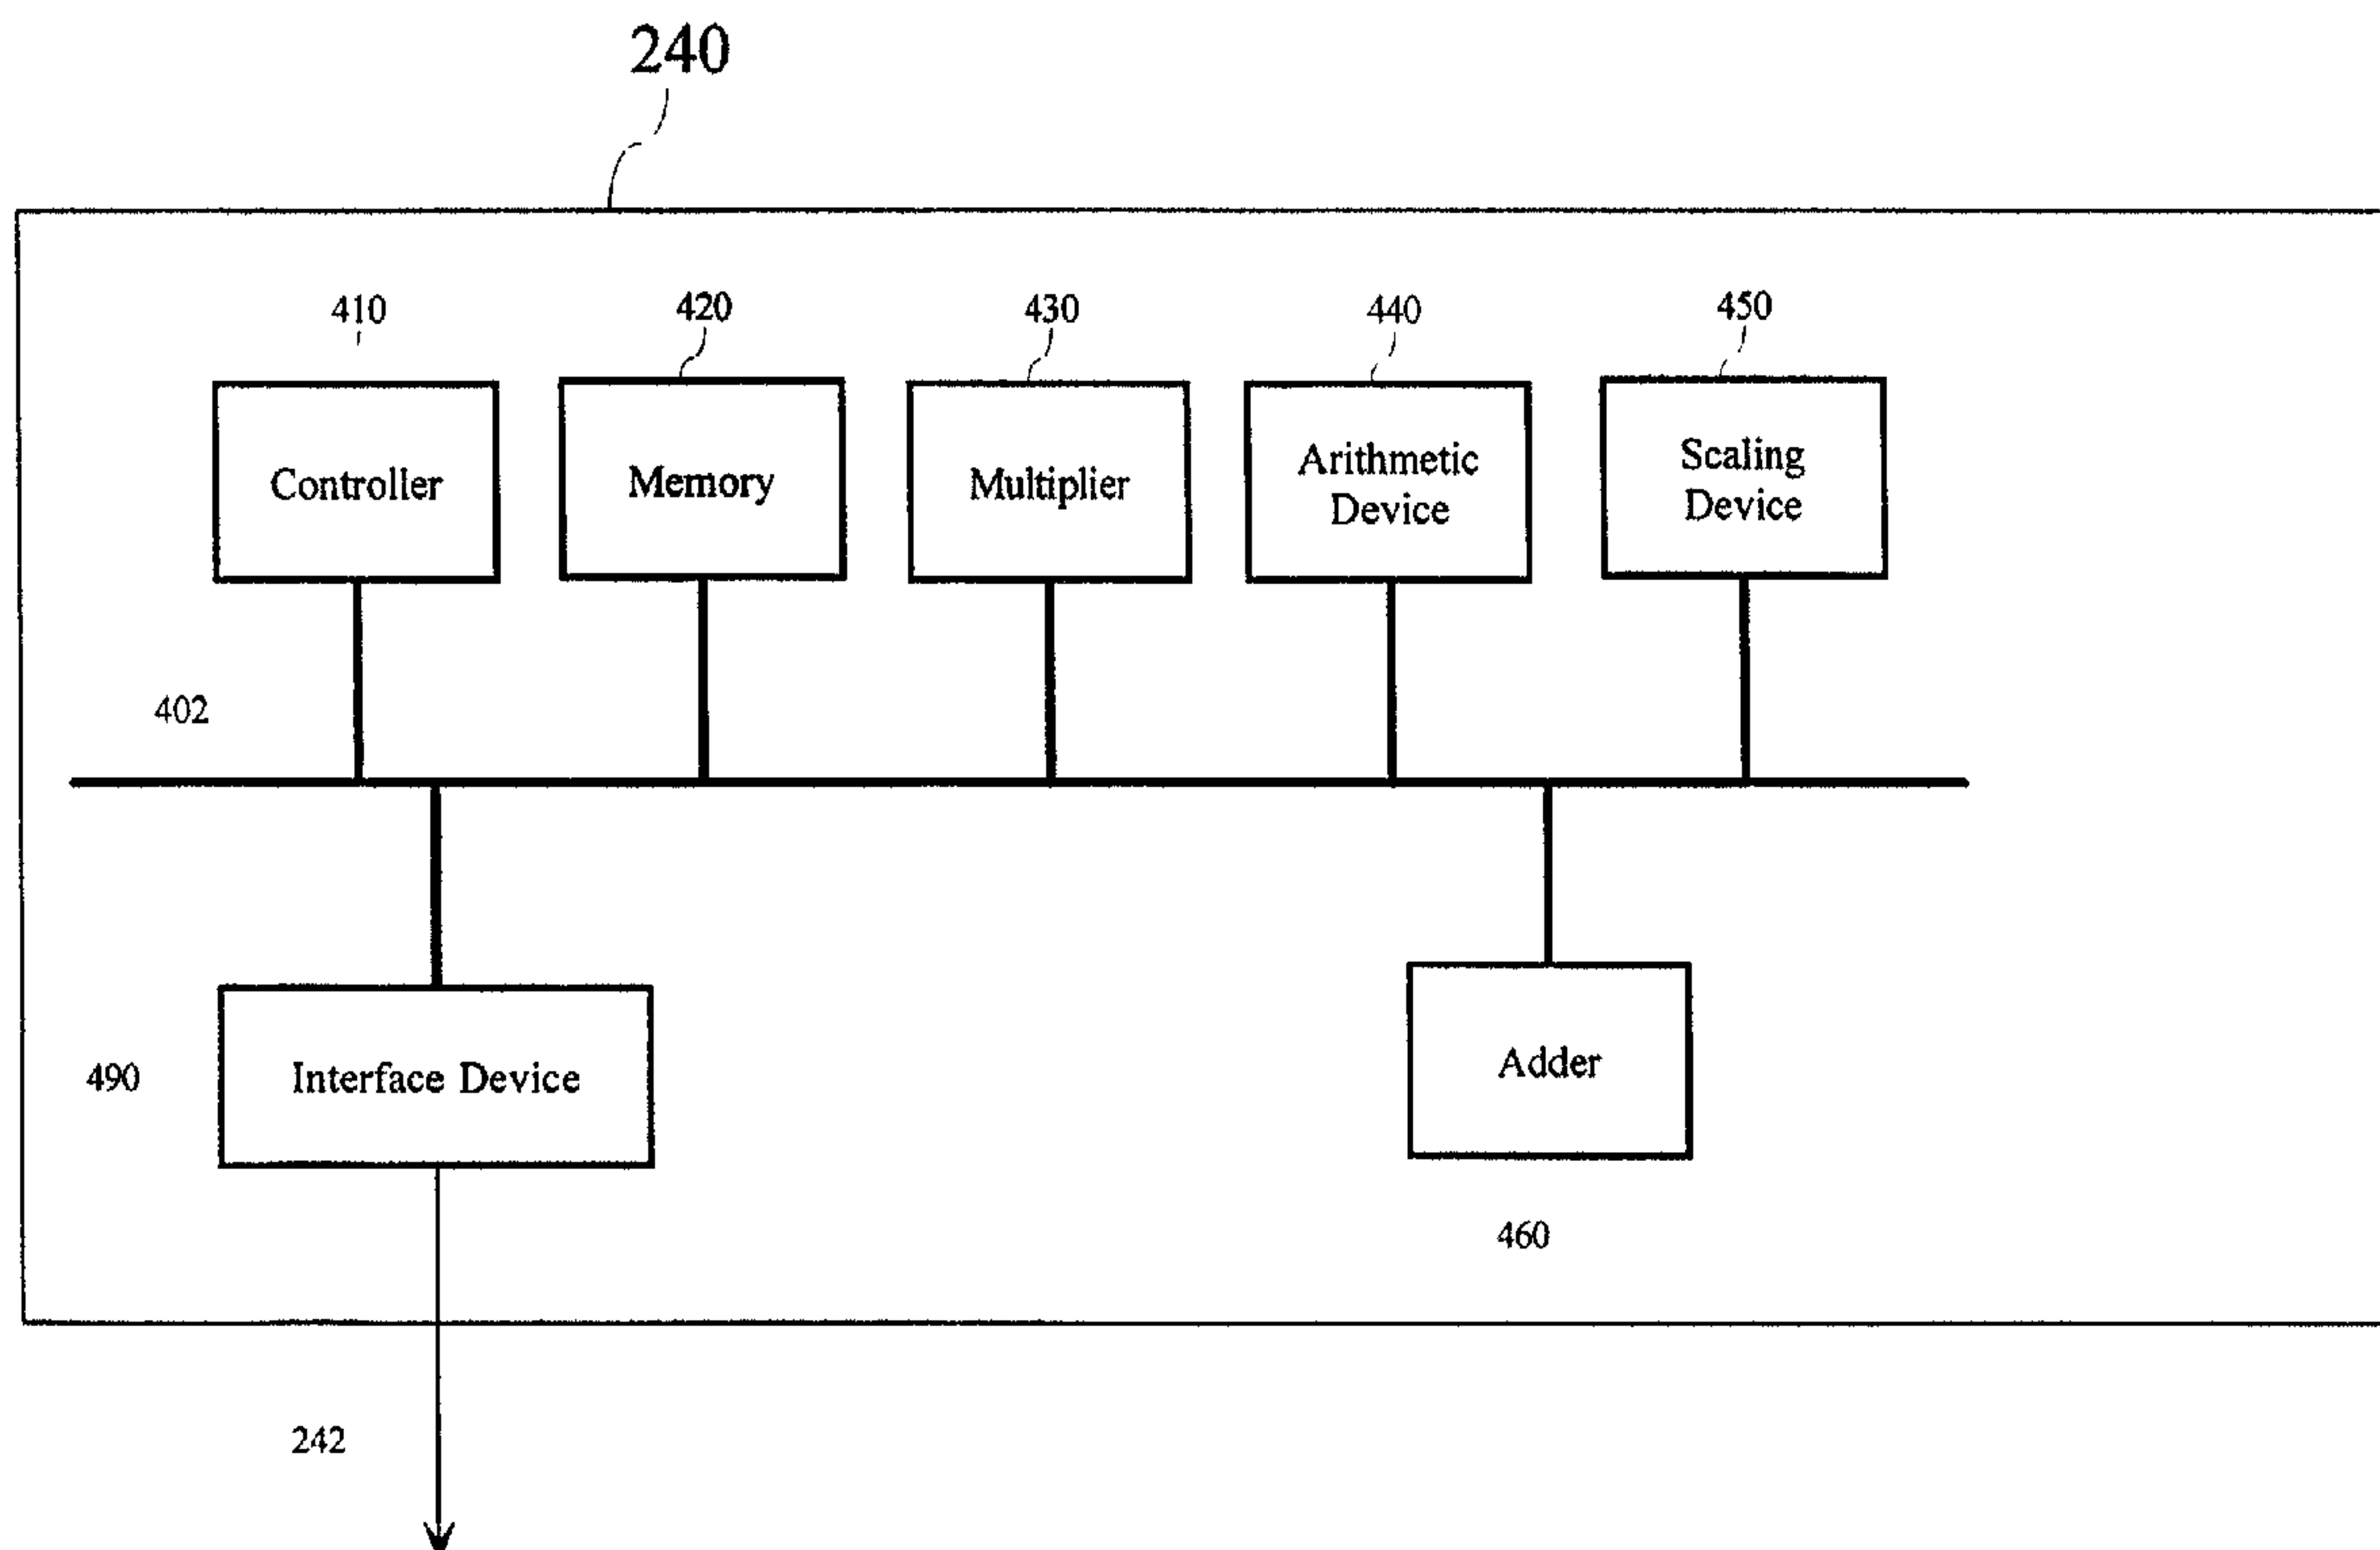 240
410
420
430
440
450
Controller
Memory
Multiplier
Arithmetic
Device
Scaling
Device
402
490
Interface Device
Adder
460
242